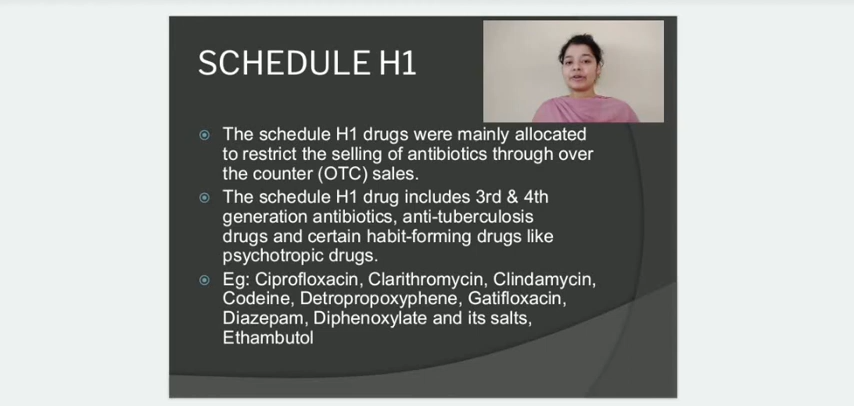 SCHEDULE H1
The schedule H1 drugs were mainly allocated
to restrict the selling of antibiotics through over
the counter (OTC) sales.
The schedule H1 drug includes 3rd & 4th
generation antibiotics, anti-tuberculosis
drugs and certain habit-forming drugs like
psychotropic drugs.
Eg: Ciprofloxacin, Clarithromycin, Clindamycin,
Codeine, Detropropoxyphene, Gatifloxacin,
Diazepam, Diphenoxylate and its salts,
Ethambutol